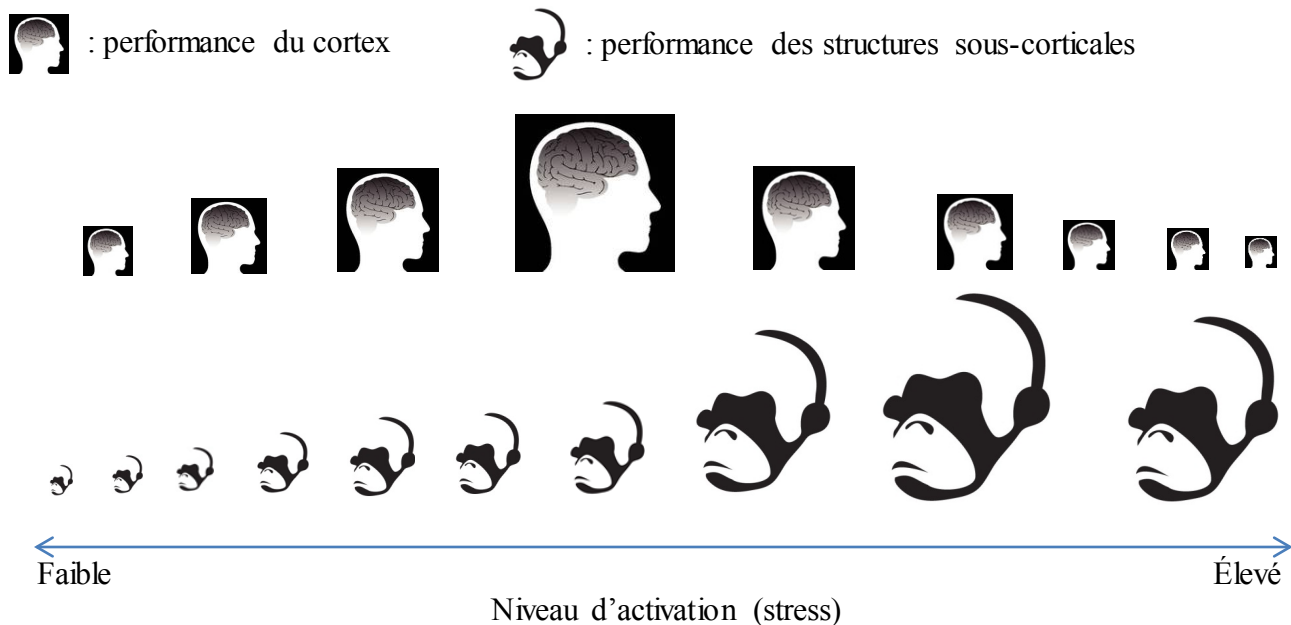 : performance du cortex
: performance des structures sous-corticales
Faible
Élevé
Niveau d’activation (stress)